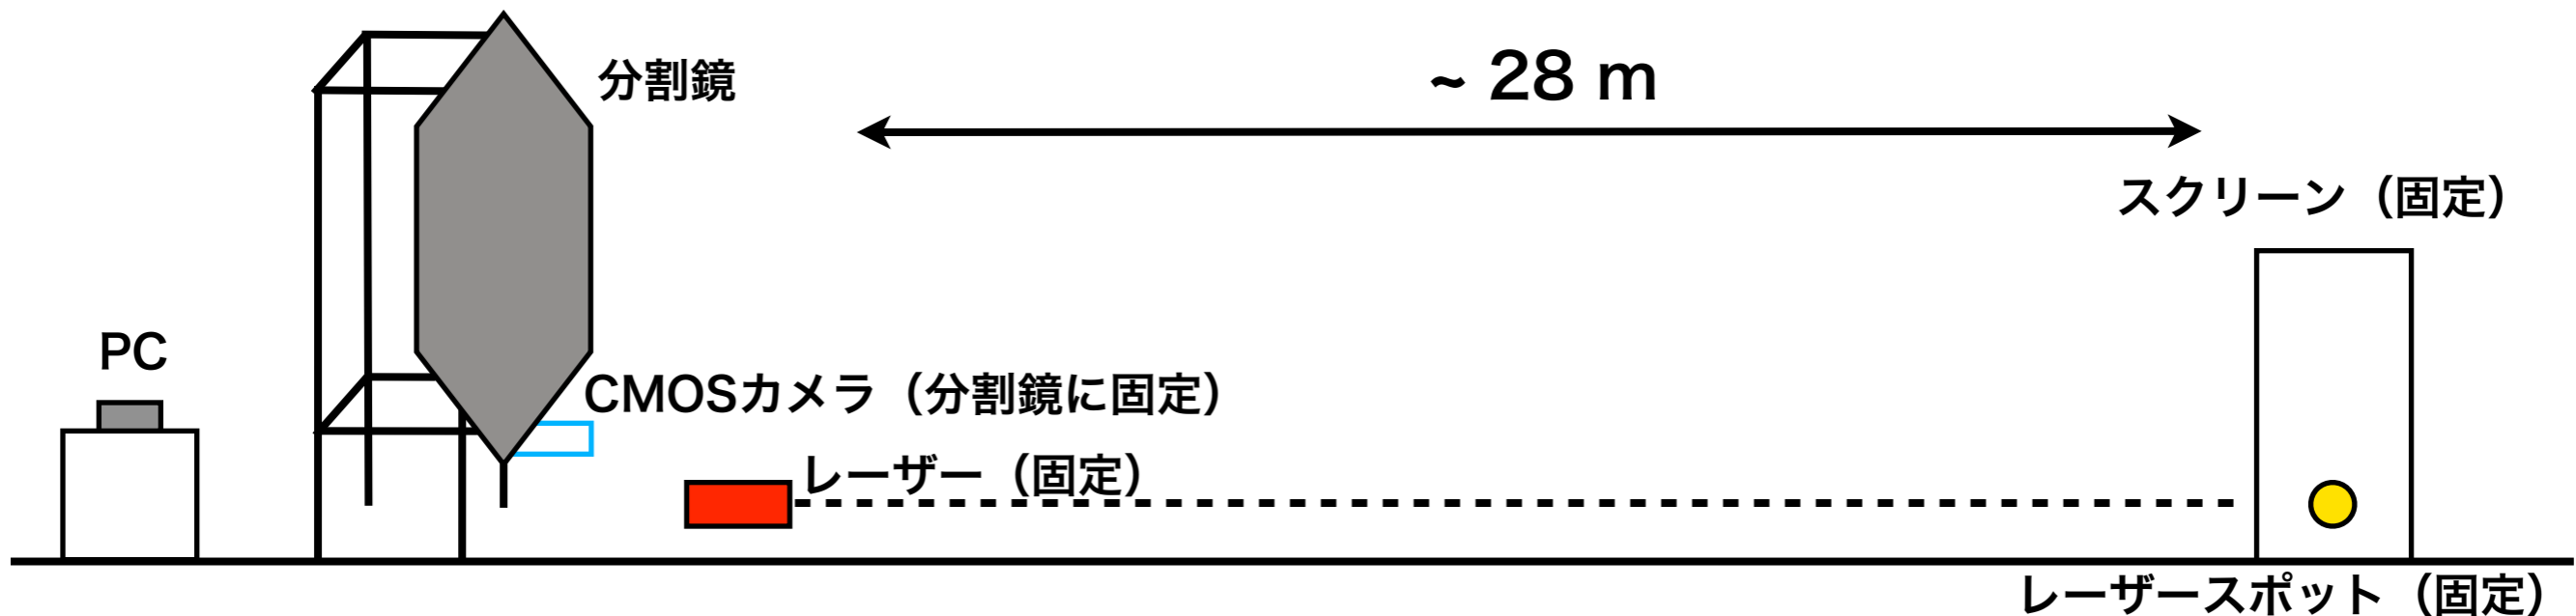 分割鏡
~ 28 m
スクリーン（固定）
PC
CMOSカメラ（分割鏡に固定）
レーザー（固定）
レーザースポット（固定）